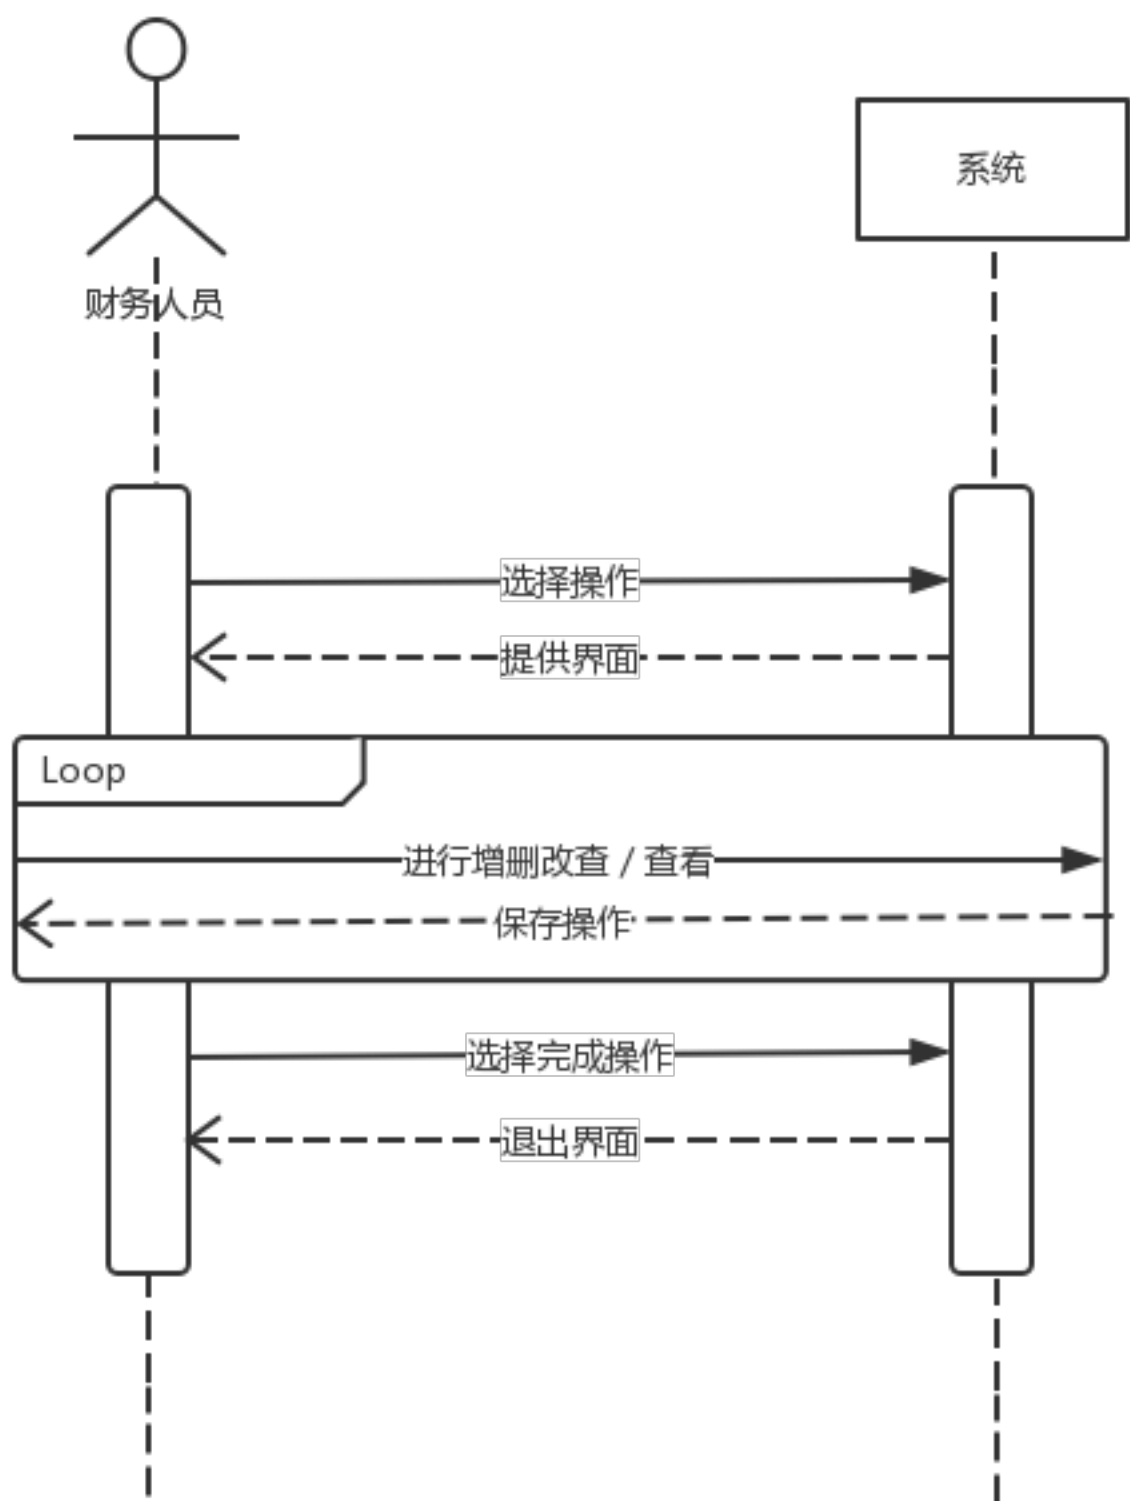 系统
财务人员
选择操作
提供界面
Loop
进行增删改查 / 查看
保存操作
选择完成操作
退出界面